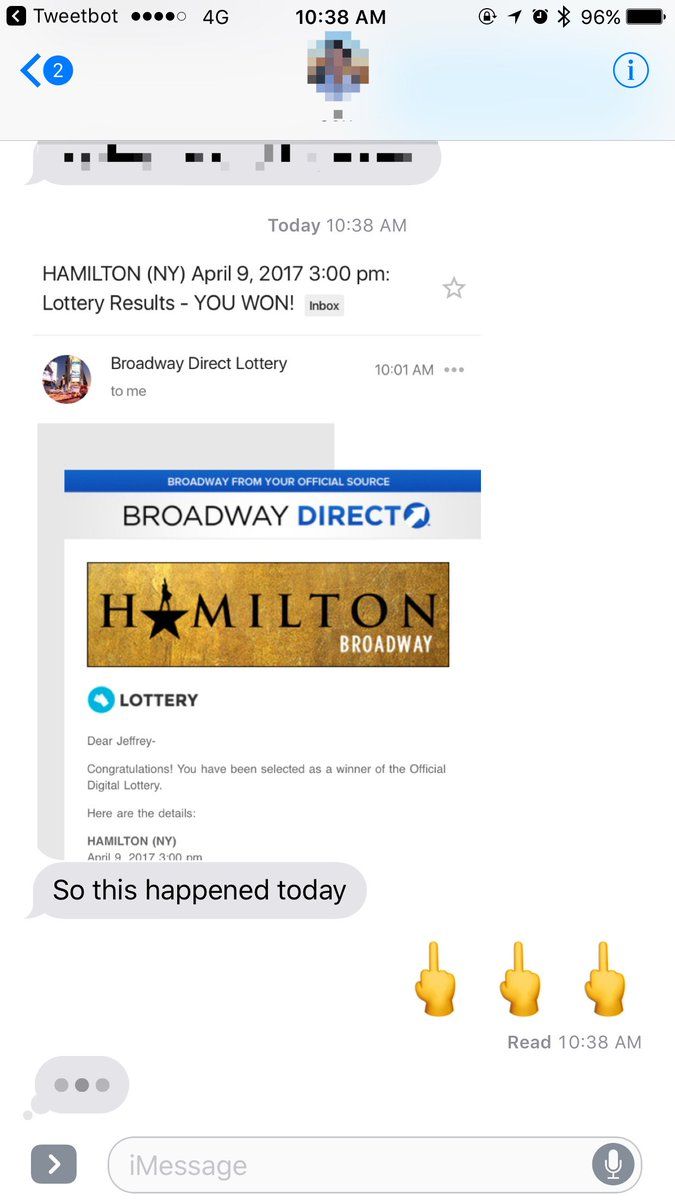 Tweetbot 4G 10:38 AM 96%
2
Today 10:38 AM
HAMILTON (NY) April 9, 2017 3:00 pm:
Lottery Results - YOU WON! Inbox
Broadway Direct Lottery 10:01 AM
to me
BROADWAY FROM YOUR OFFICIAL SOURCE
BROADWAY DIRECT
HAMILTON
BROADWAY
LOTTERY
Dear Jeffrey-
Congratulations! You have been selected as a winner of the Official
Digital Lottery.
Here are the details:
HAMILTON (NY)
April 9, 2017 3:00 pm
So this happened today
🖕 🖕 🖕
Read 10:38 AM
iMessage